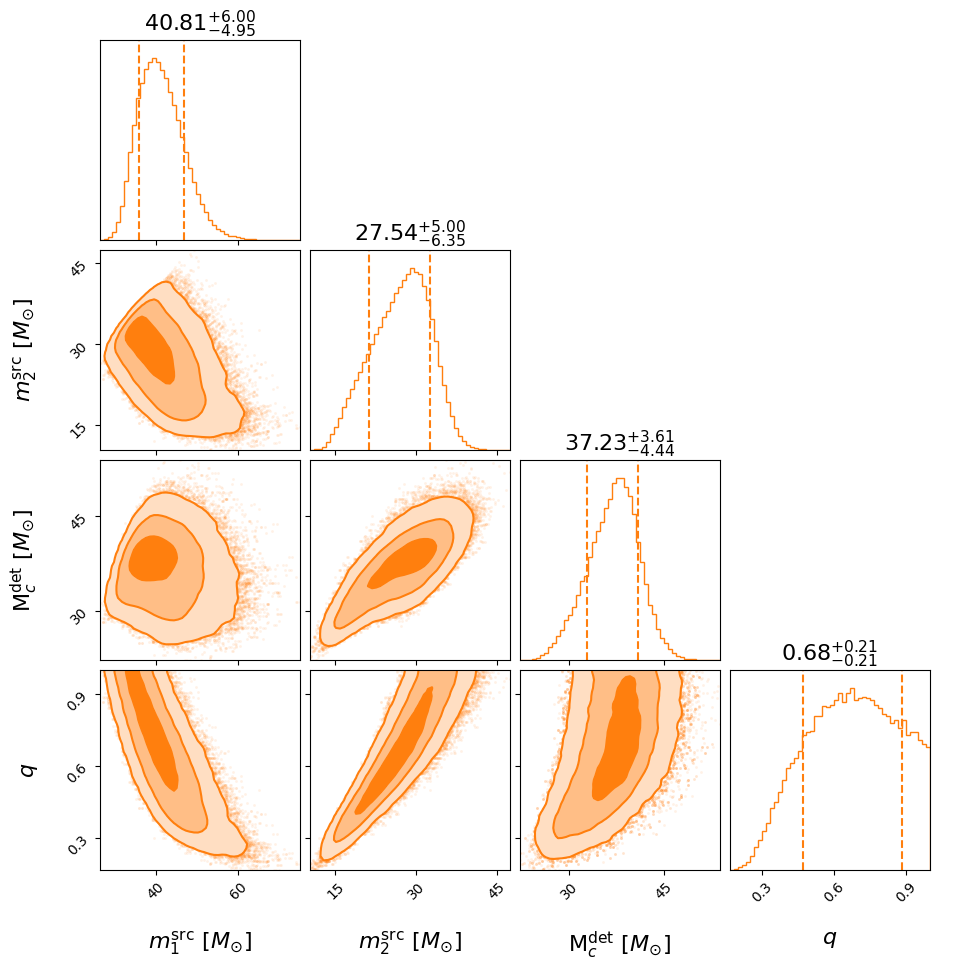 40.81^{+6.00}_{-4.95}
27.54^{+5.00}_{-6.35}
45
30
15
m_2^{src} [M_⊙]
37.23^{+3.61}_{-4.44}
45
30
M_c^{det} [M_⊙]
0.68^{+0.21}_{-0.21}
0.9
0.6
0.3
q
40 60
15 30 45
30 45
0.3 0.6 0.9
m_1^{src} [M_⊙] m_2^{src} [M_⊙] M_c^{det} [M_⊙] q